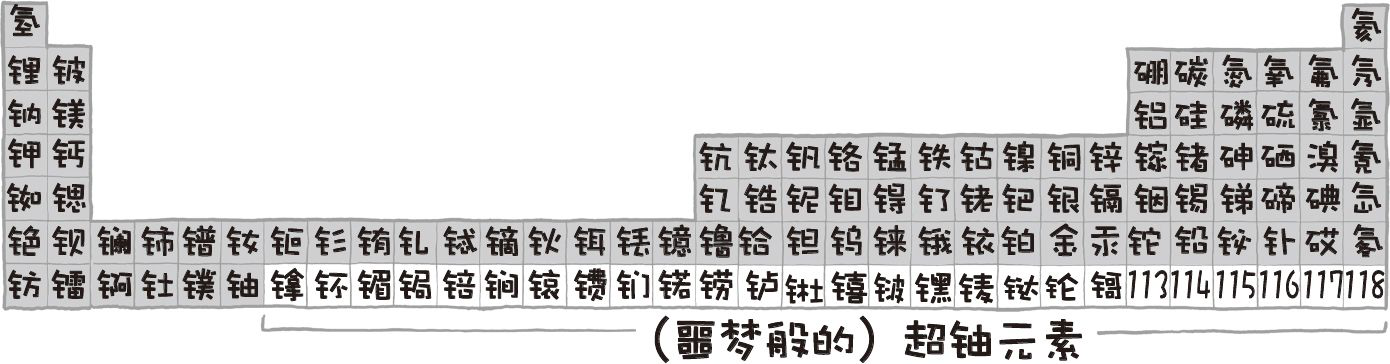 氢 氦
锂 铍 硼 碳 氮 氧 氟 氖
钠 镁 铝 硅 磷 硫 氯 氩
钾 钙 钪 钛 钒 铬 锰 铁 钴 镍 铜 锌 镓 锗 砷 硒 溴 氪
铷 锶 钇 锆 铌 钼 锝 钌 铑 钯 银 镉 铟 锡 锑 碲 碘 氙
铯 钡 镧 铈 镨 钕 钷 钐 铕 钆 铽 镝 钬 铒 铥 镱 镥 铪 钽 钨 铼 锇 铱 铂 金 汞 铊 铅 铋 钋 砹 氡
钫 镭 锕 钍 镤 铀 镎 钚 镅 锔 锫 锎 锿 镄 钔 锘 铹 𬬻 𬭊 𬭳 𬭛 𬭶 鿏 𫟼 𬬭 鿔 113 114 115 116 117 118
（噩梦般的）超铀元素